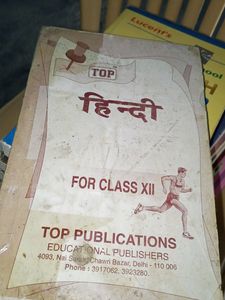 Lucent's
TOP
हिन्दी
FOR CLASS XII
TOP PUBLICATIONS
EDUCATIONAL PUBLISHERS
4093, Nai Sarak, Chawri Bazar, Delhi - 110 006
Phone : 3917062, 3923280.